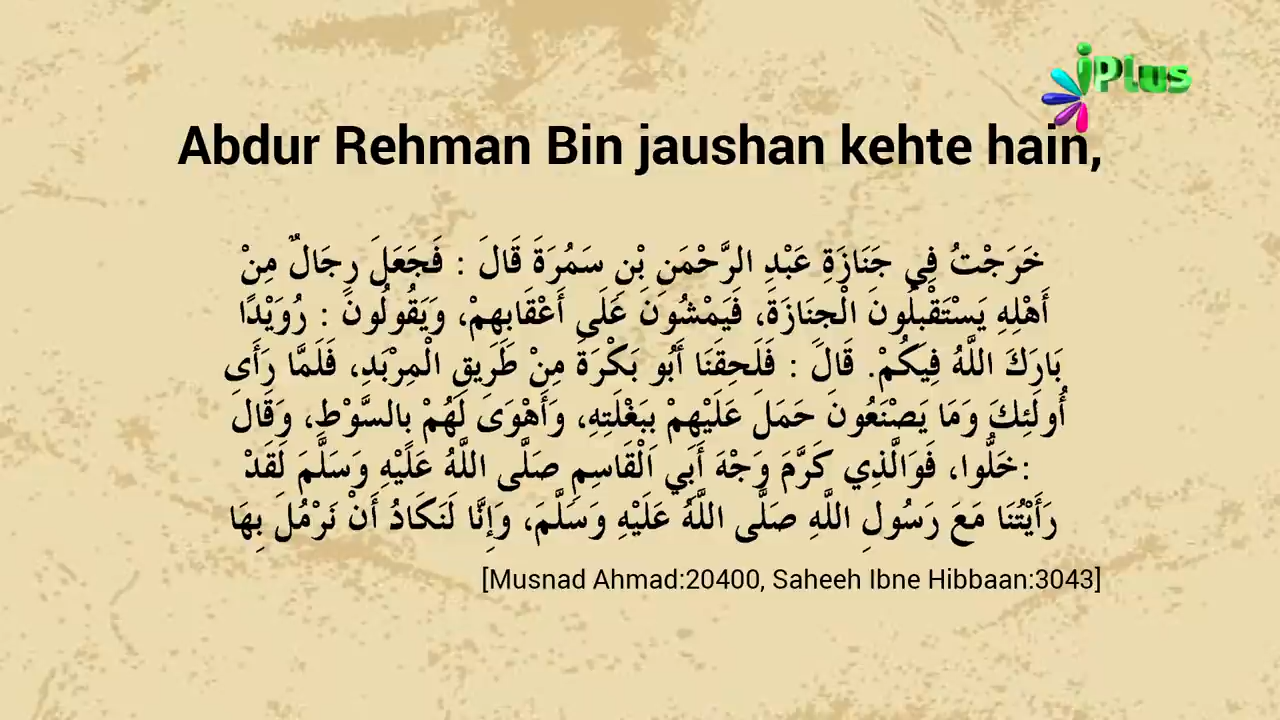 iPlus
Abdur Rehman Bin jaushan kehte hain,
خَرَجْتُ فِي جَنَازَةِ عَبْدِ الرَّحْمَنِ بْنِ سَمُرَةَ قَالَ : فَجَعَلَ رِجَالٌ مِنْ
أَهْلِهِ يَسْتَقْبِلُونَ الْجِنَازَةَ، فَيَمْشُونَ عَلَى أَعْقَابِهِمْ، وَيَقُولُونَ : رُوَيْدًا
بَارَكَ اللَّهُ فِيكُمْ. قَالَ : فَلَحِقَنَا أَبُو بَكْرَةَ مِنْ طَرِيقِ الْمِرْبَدِ، فَلَمَّا رَأَى
أُولَئِكَ وَمَا يَصْنَعُونَ حَمَلَ عَلَيْهِمْ بِبَغْلَتِهِ، وَأَهْوَى لَهُمْ بِالسَّوْطِ، وَقَالَ
:خَلُّوا، فَوَالَّذِي كَرَّمَ وَجْهَ أَبِي الْقَاسِمِ صَلَّى اللَّهُ عَلَيْهِ وَسَلَّمَ لَقَدْ
رَأَيْتُنَا مَعَ رَسُولِ اللَّهِ صَلَّى اللَّهُ عَلَيْهِ وَسَلَّمَ، وَإِنَّا لَنَكَادُ أَنْ نَرْمُلَ بِهَا
[Musnad Ahmad:20400, Saheeh Ibne Hibbaan:3043]